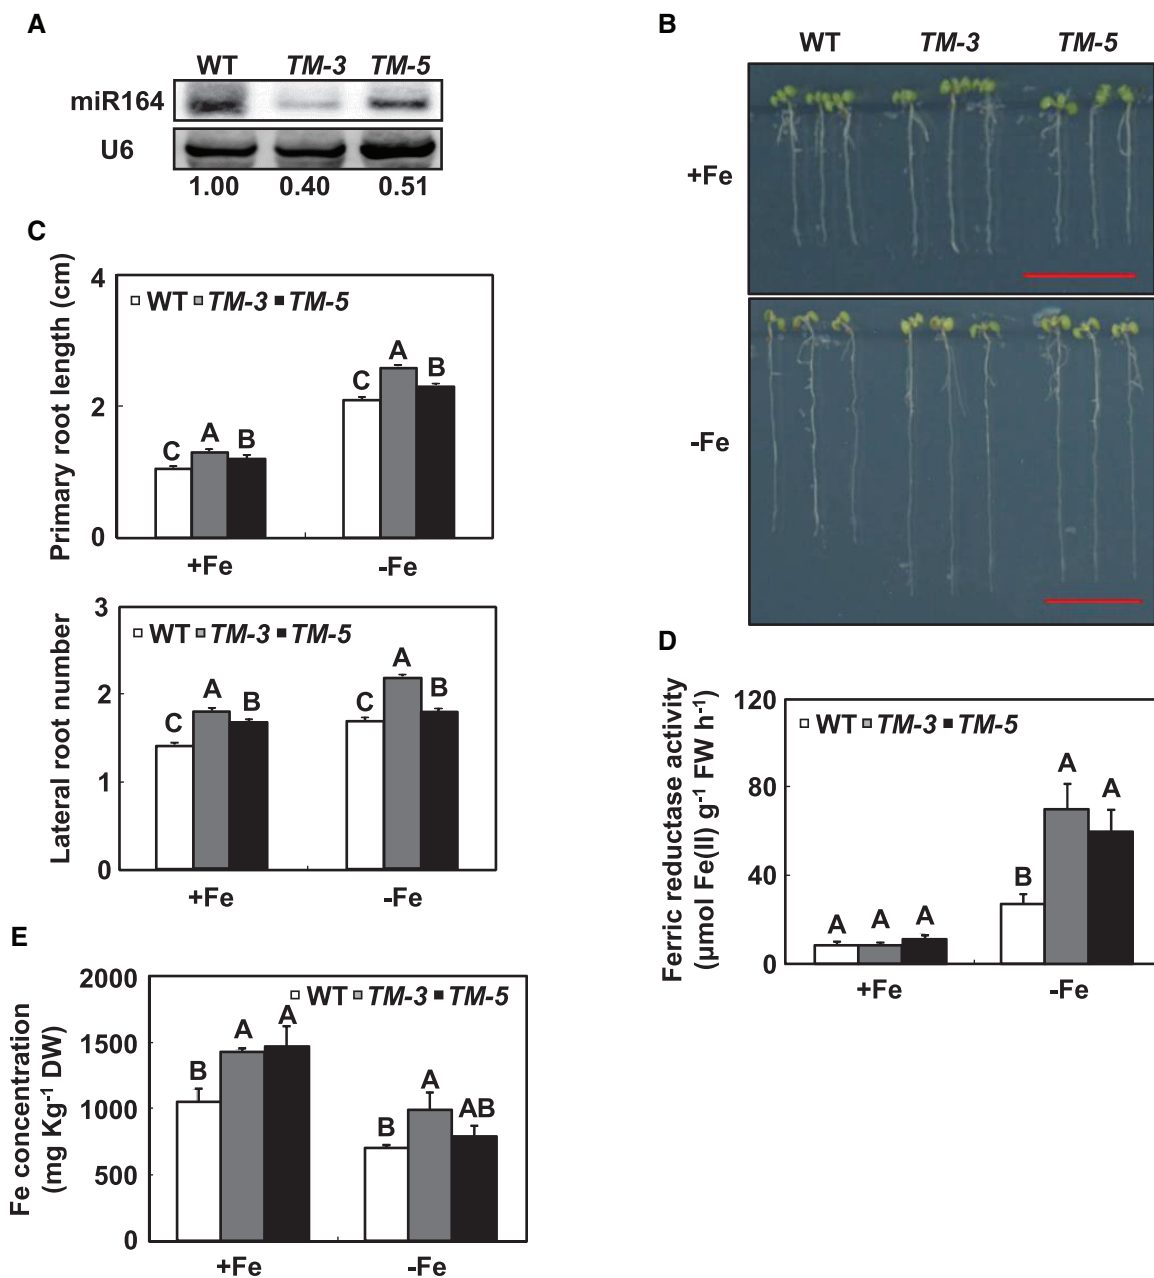 A
WT TM-3 TM-5
miR164
U6
1.00 0.40 0.51
B
WT TM-3 TM-5
+Fe
-Fe
C
Primary root length (cm)
4
2
0
WT TM-3 TM-5
C A B
C A B
+Fe -Fe
Lateral root number
3
2
1
0
WT TM-3 TM-5
C A B
C A B
+Fe -Fe
D
Ferric reductase activity
(µmol Fe(II) g-1 FW h-1)
120
80
40
0
WT TM-3 TM-5
A A A
B A A
+Fe -Fe
E
Fe concentration
(mg Kg-1 DW)
2000
1500
1000
500
0
WT TM-3 TM-5
B A A
B A AB
+Fe -Fe